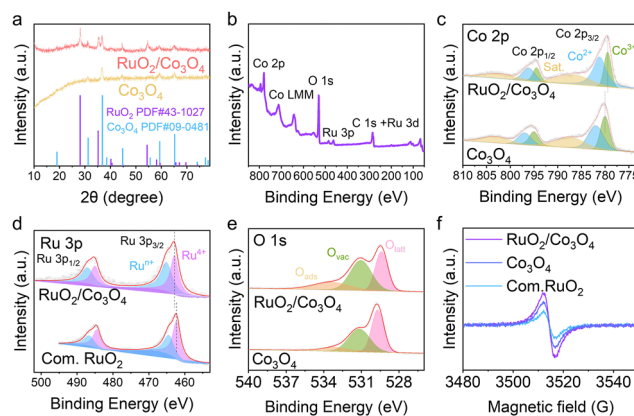 a
Intensity (a.u.)
RuO₂/Co₃O₄
Co₃O₄
RuO₂ PDF#43-1027
Co₃O₄ PDF#09-0481
10 20 30 40 50 60 70
2θ (degree)
b
Intensity (a.u.)
Co 2p
Co LMM
O 1s
Ru 3p
C 1s +Ru 3d
800 700 600 500 400 300 200 100
Binding Energy (eV)
c
Intensity (a.u.)
Co 2p
Co 2p₃/₂
Co 2p₁/₂
Co²⁺
Co³⁺
Sat.
RuO₂/Co₃O₄
Co₃O₄
810 805 800 795 790 785 780 775
Binding Energy (eV)
d
Intensity (a.u.)
Ru 3p
Ru 3p₃/₂
Ru 3p₁/₂
Ruⁿ⁺
Ru⁴⁺
RuO₂/Co₃O₄
Com. RuO₂
500 490 480 470 460
Binding Energy (eV)
e
Intensity (a.u.)
O 1s
O_latt
O_vac
O_ads
RuO₂/Co₃O₄
Co₃O₄
540 537 534 531 528
Binding Energy (eV)
f
Intensity (a.u.)
RuO₂/Co₃O₄
Co₃O₄
Com.RuO₂
3480 3510 3540
Magnetic field (G)